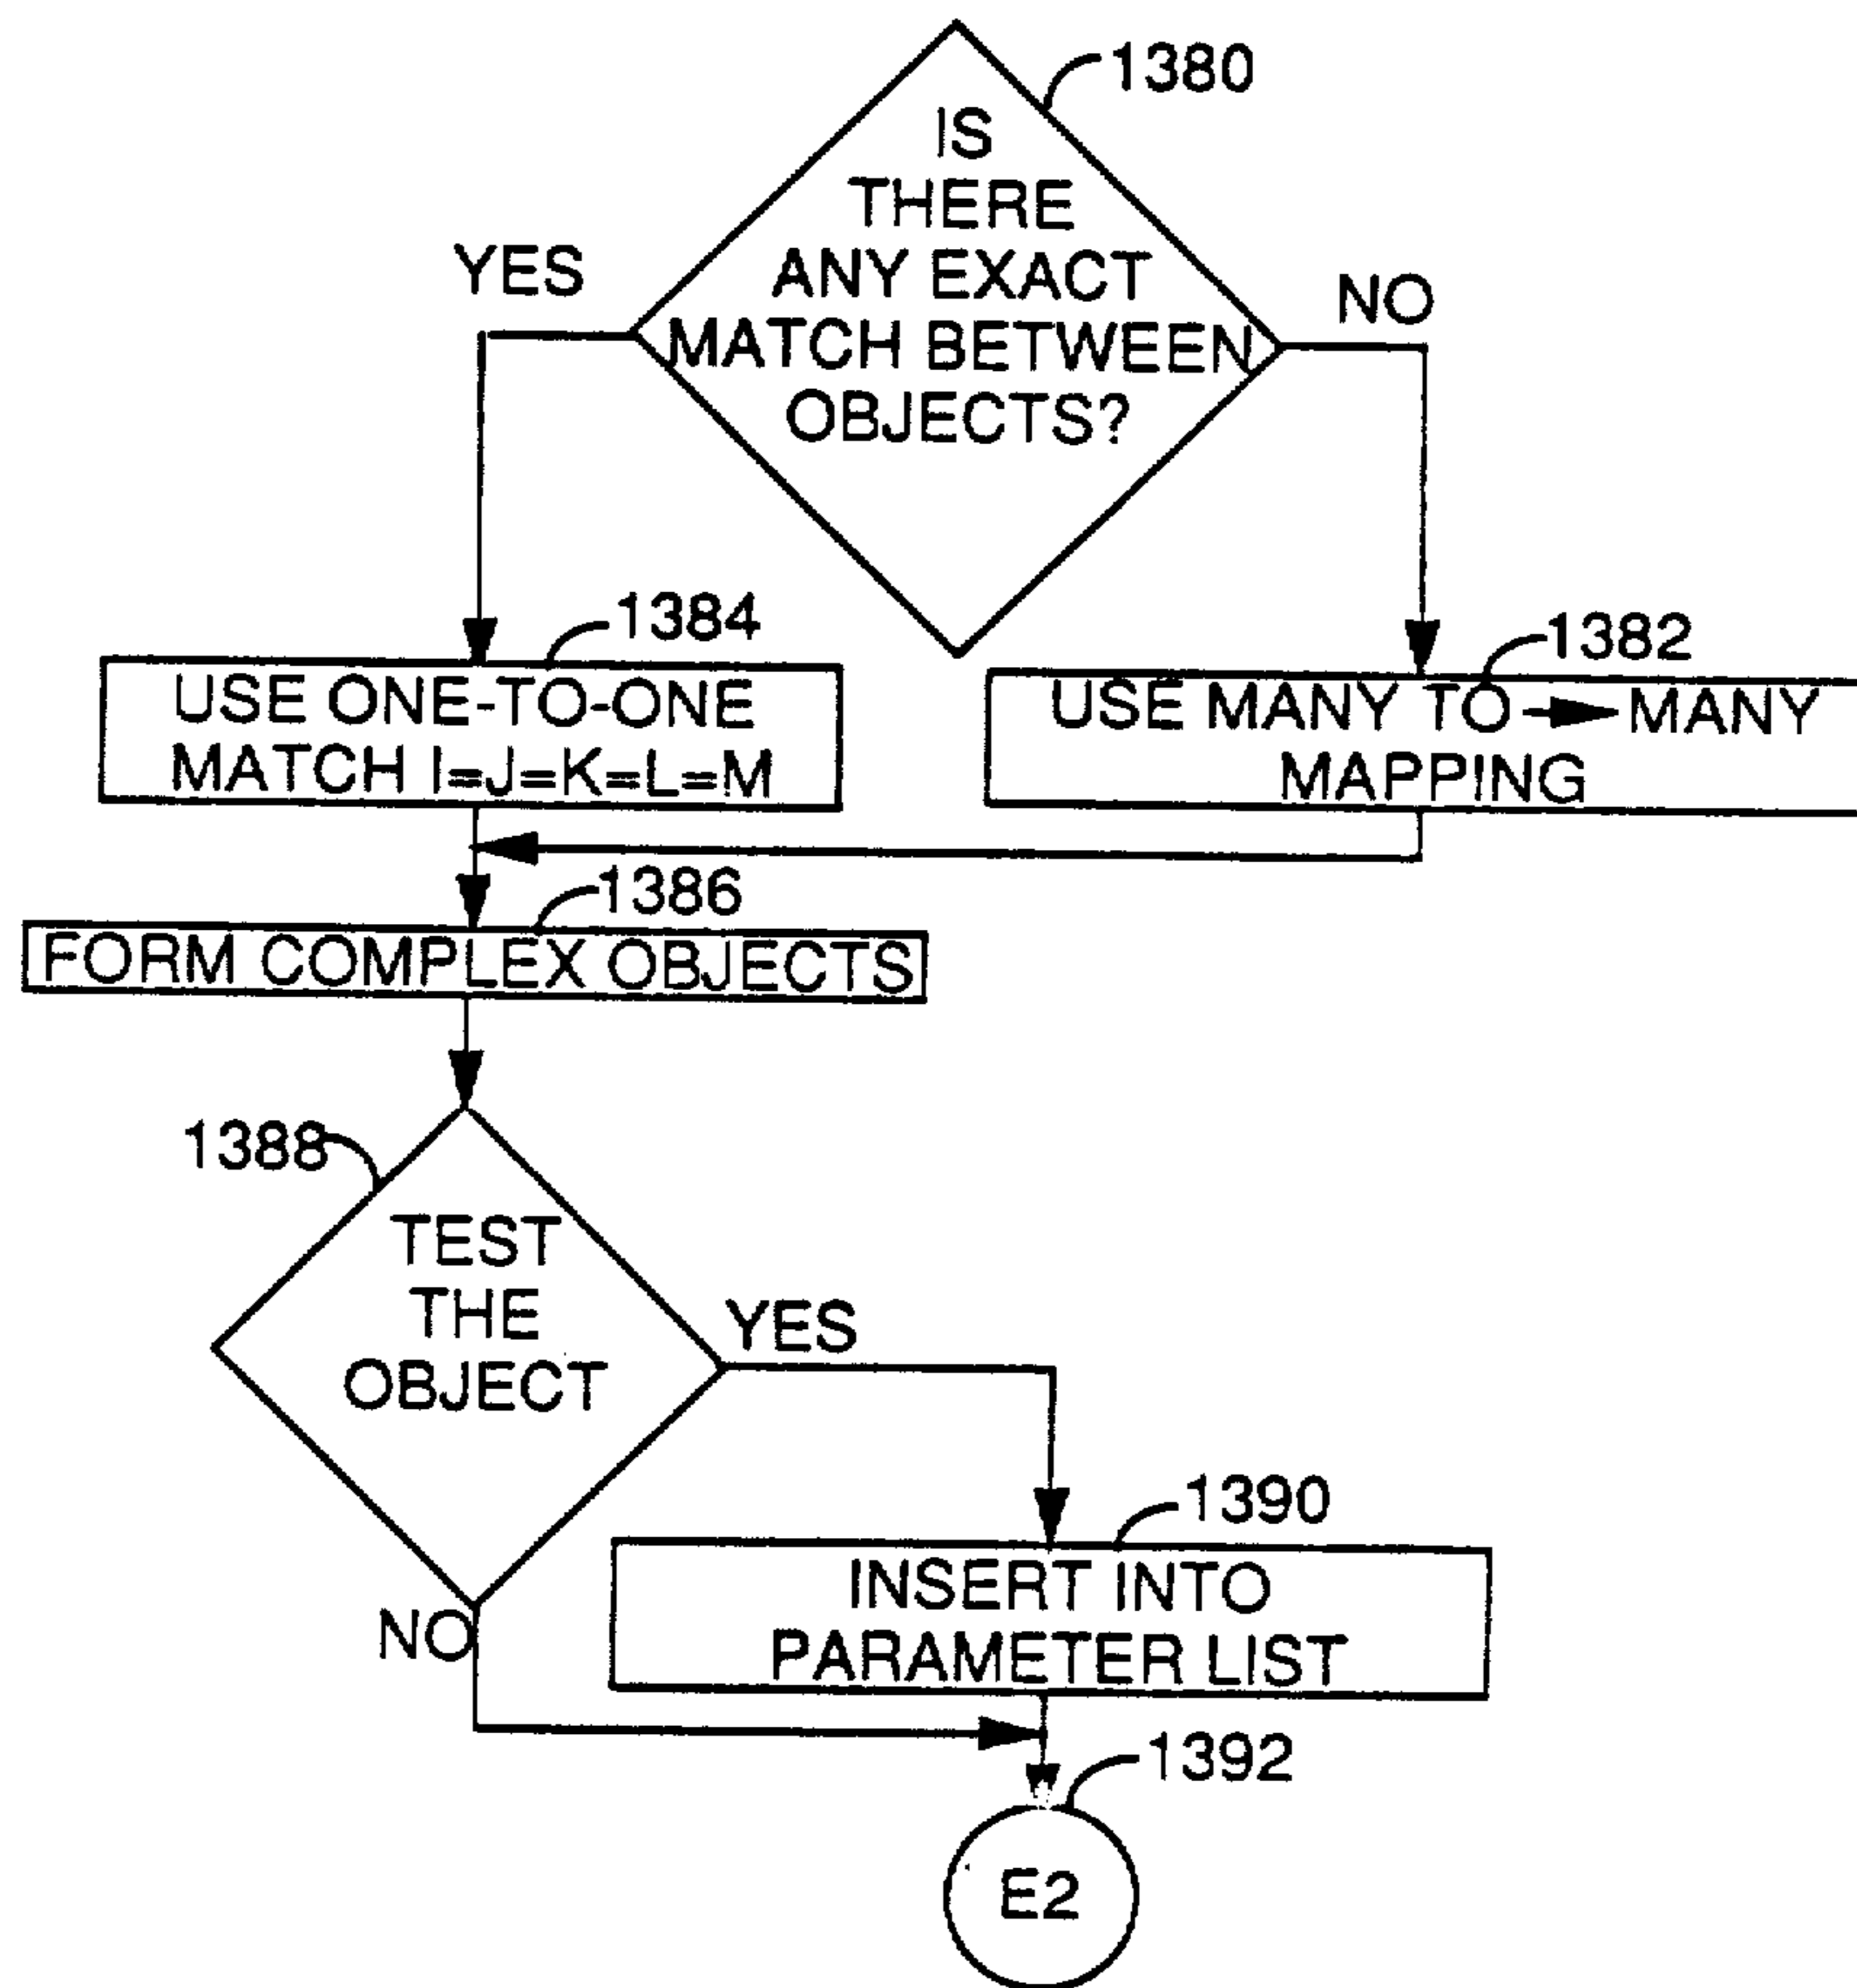 1380
IS
THERE
ANY EXACT
MATCH BETWEEN
OBJECTS?
YES
NO
1384
USE ONE-TO-ONE
MATCH I=J=K=L=M
1382
USE MANY TO MANY
MAPPING
1386
FORM COMPLEX OBJECTS
1388
TEST
THE
OBJECT
YES
NO
1390
INSERT INTO
PARAMETER LIST
1392
E2